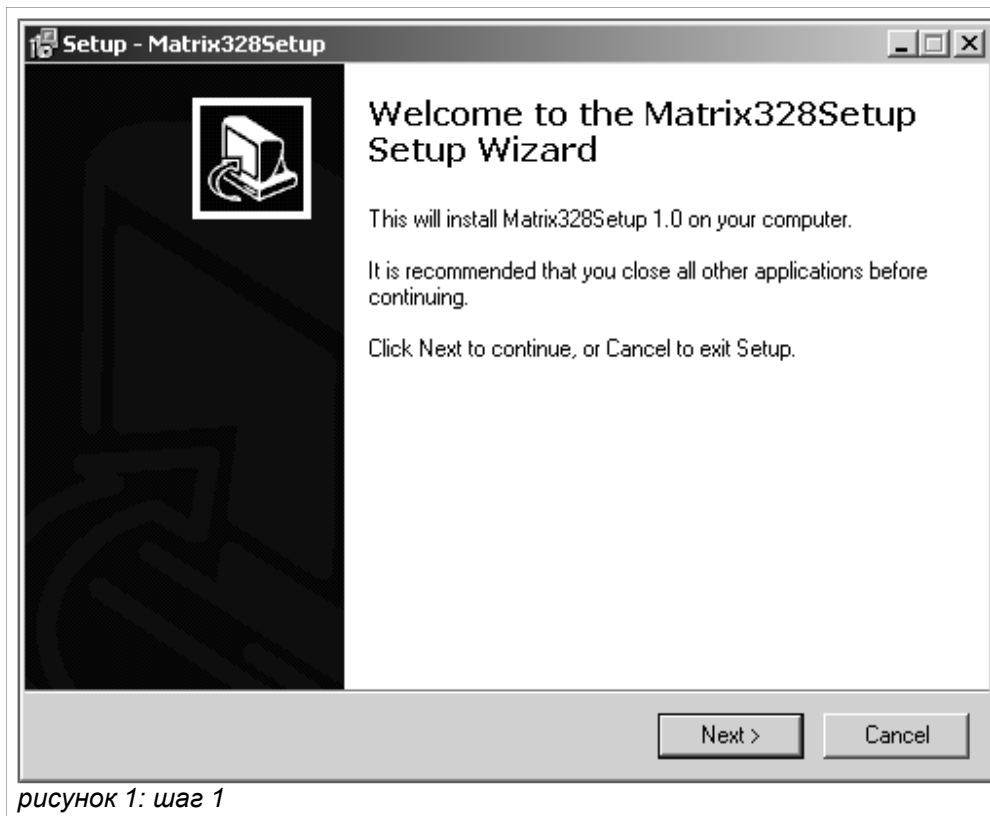 Setup - Matrix328Setup
Welcome to the Matrix328Setup
Setup Wizard
This will install Matrix328Setup 1.0 on your computer.
It is recommended that you close all other applications before
continuing.
Click Next to continue, or Cancel to exit Setup.
Next >
Cancel
рисунок 1: шаг 1